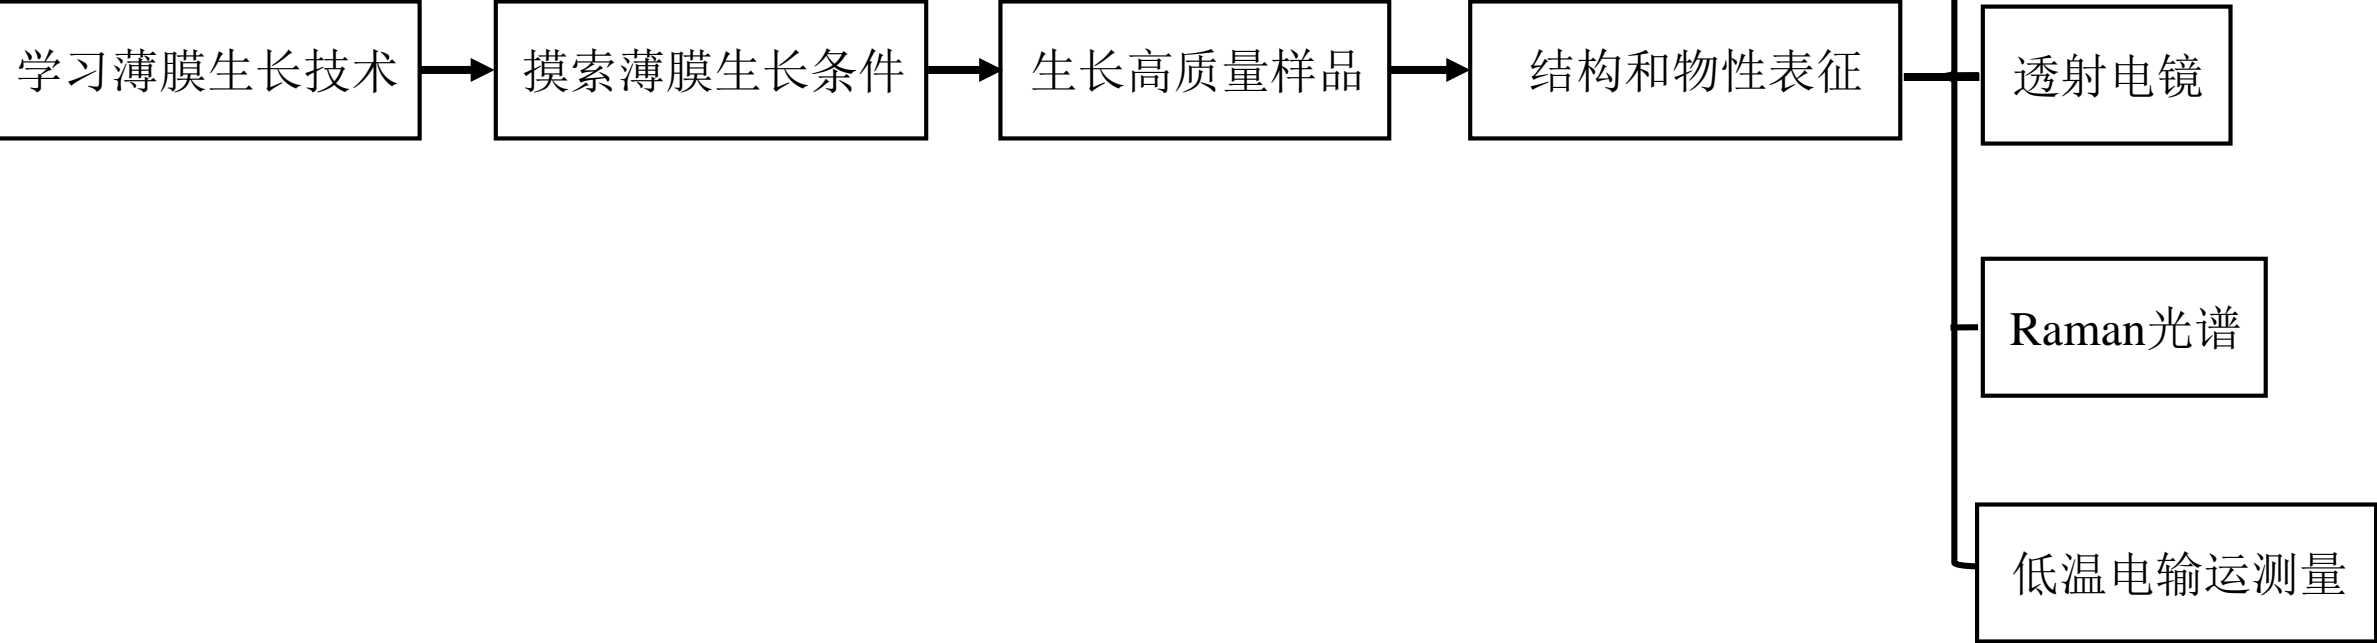 学习薄膜生长技术
摸索薄膜生长条件
生长高质量样品
结构和物性表征
透射电镜
Raman光谱
低温电输运测量